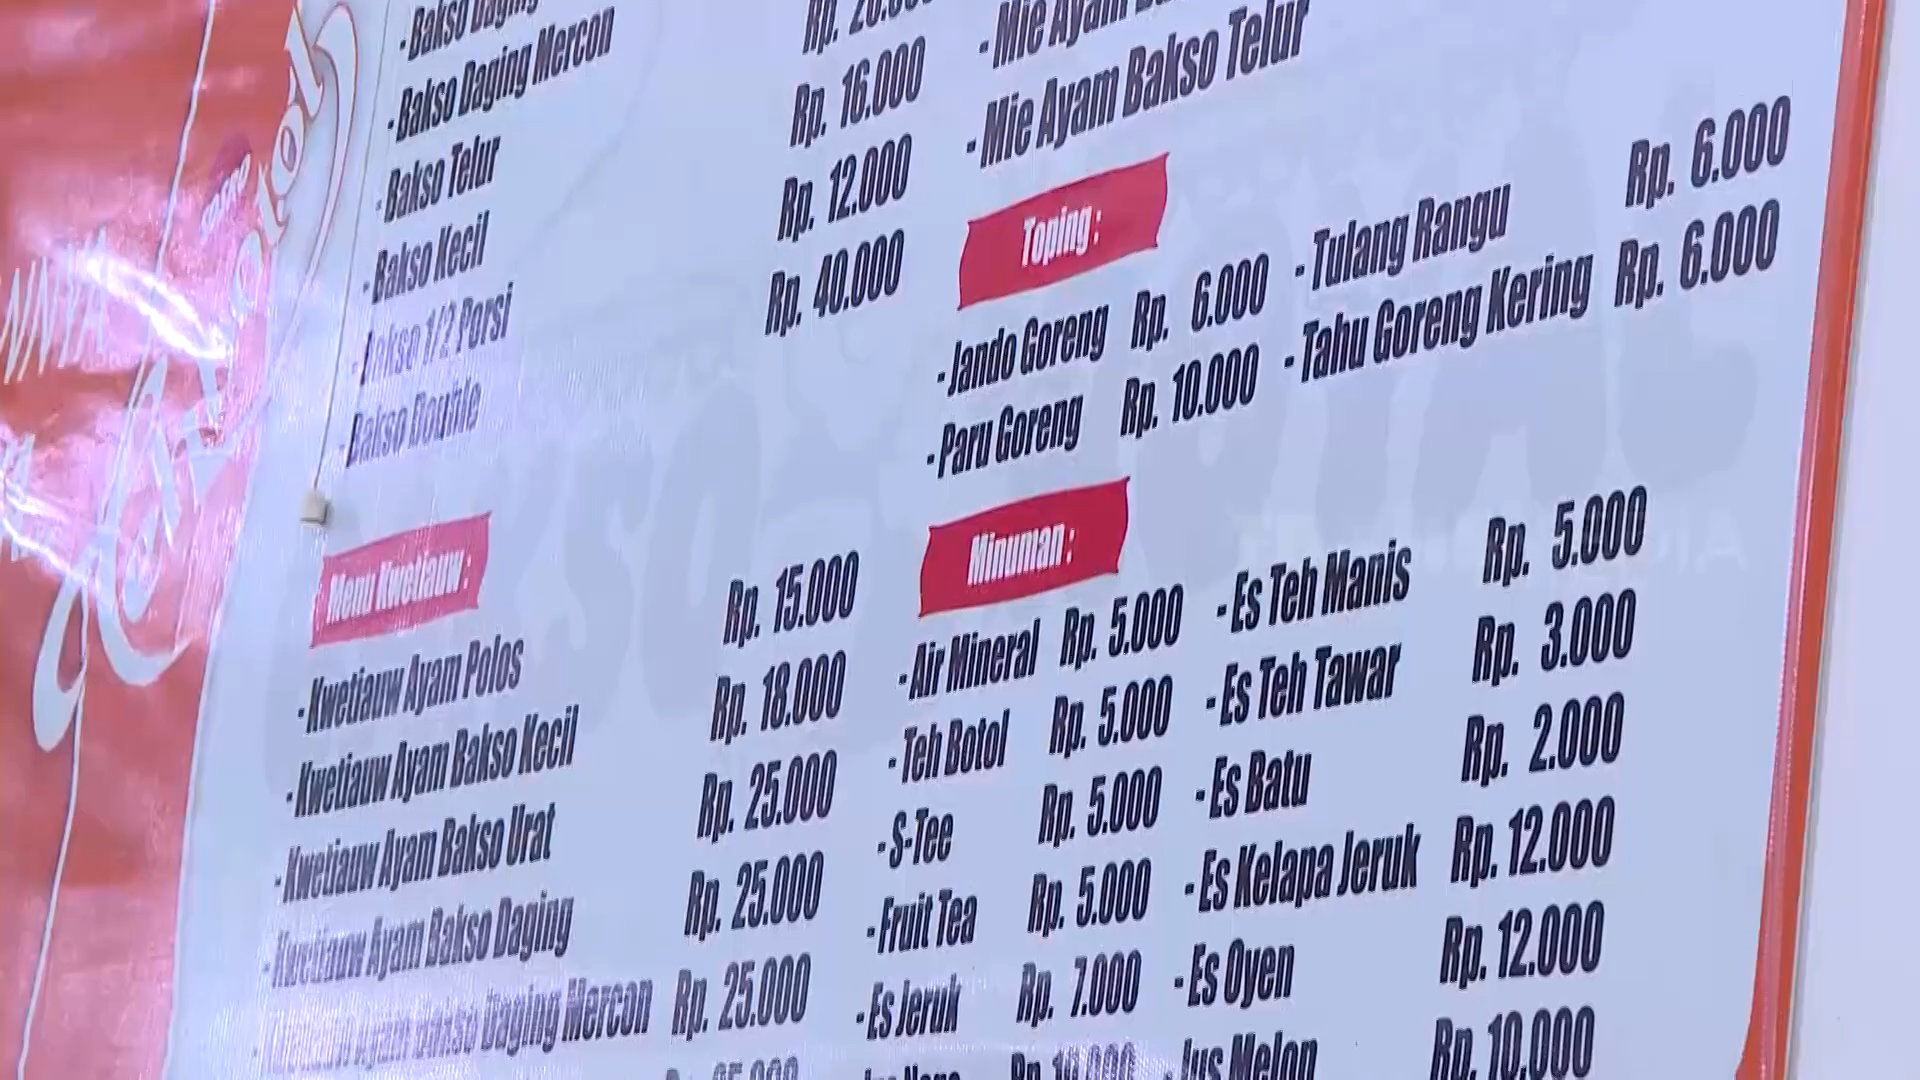 - Bakso Daging
- Bakso Daging Mercon
- Bakso Telur Rp. 16.000
- Bakso Kecil Rp. 12.000
- Bakso 1/2 Porsi Rp. 40.000
- Bakso Double
Menu Kwetiauw :
- Kwetiauw Ayam Polos Rp. 15.000
- Kwetiauw Ayam Bakso Kecil Rp. 18.000
- Kwetiauw Ayam Bakso Urat Rp. 25.000
- Kwetiauw Ayam Bakso Daging Rp. 25.000
- Kwetiauw Ayam Bakso Daging Mercon Rp. 25.000
- Mie Ayam
- Mie Ayam Bakso Telur
Toping :
- Jando Goreng Rp. 6.000 - Tulang Rangu Rp. 6.000
- Paru Goreng Rp. 10.000 - Tahu Goreng Kering Rp. 6.000
Minuman :
- Air Mineral Rp. 5.000 - Es Teh Manis Rp. 5.000
- Teh Botol Rp. 5.000 - Es Teh Tawar Rp. 3.000
- S-Tee Rp. 5.000 - Es Batu Rp. 2.000
- Fruit Tea Rp. 5.000 - Es Kelapa Jeruk Rp. 12.000
- Es Jeruk Rp. 7.000 - Es Oyen Rp. 12.000
Rp. 10.000 - Jus Melon Rp. 10.000